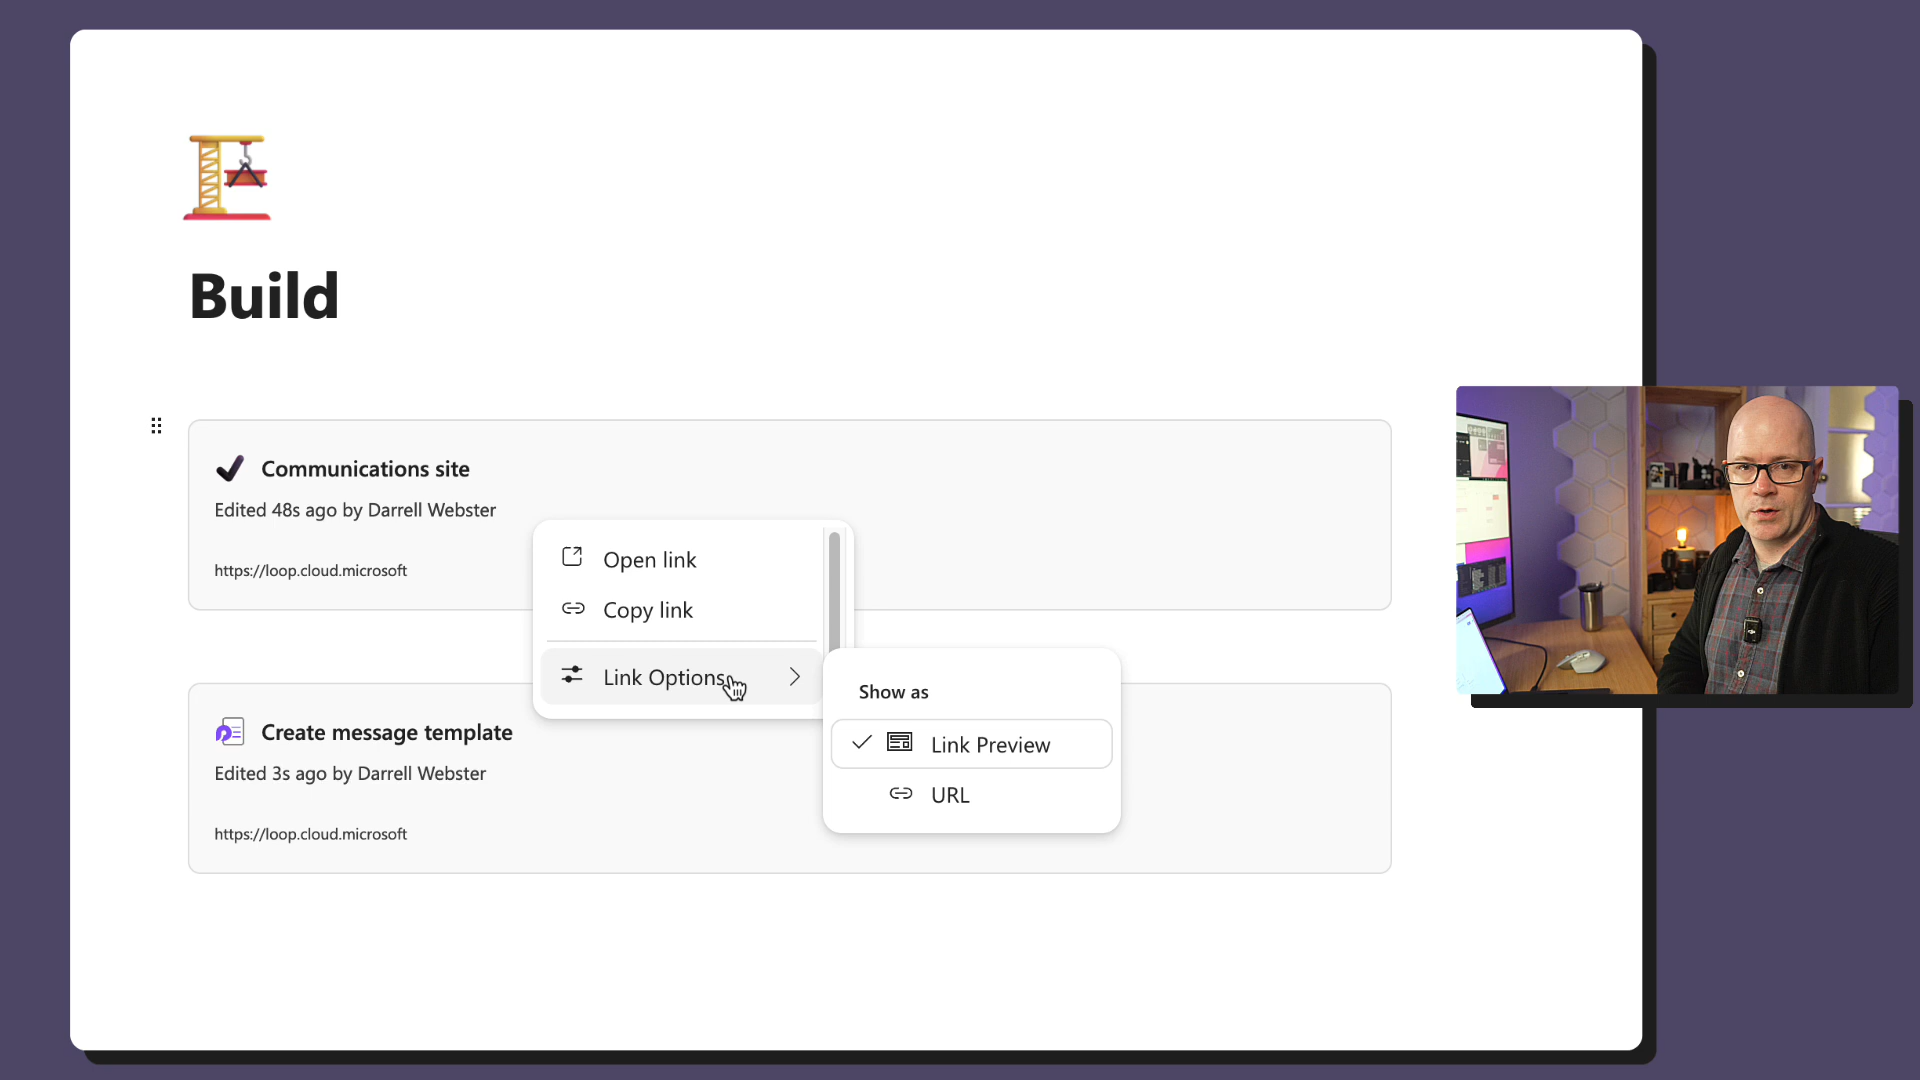 Build
Communications site
Edited 48s ago by Darrell Webster
https://loop.cloud.microsoft
Open link
Copy link
Link Options
Show as
Link Preview
URL
Create message template
Edited 3s ago by Darrell Webster
https://loop.cloud.microsoft